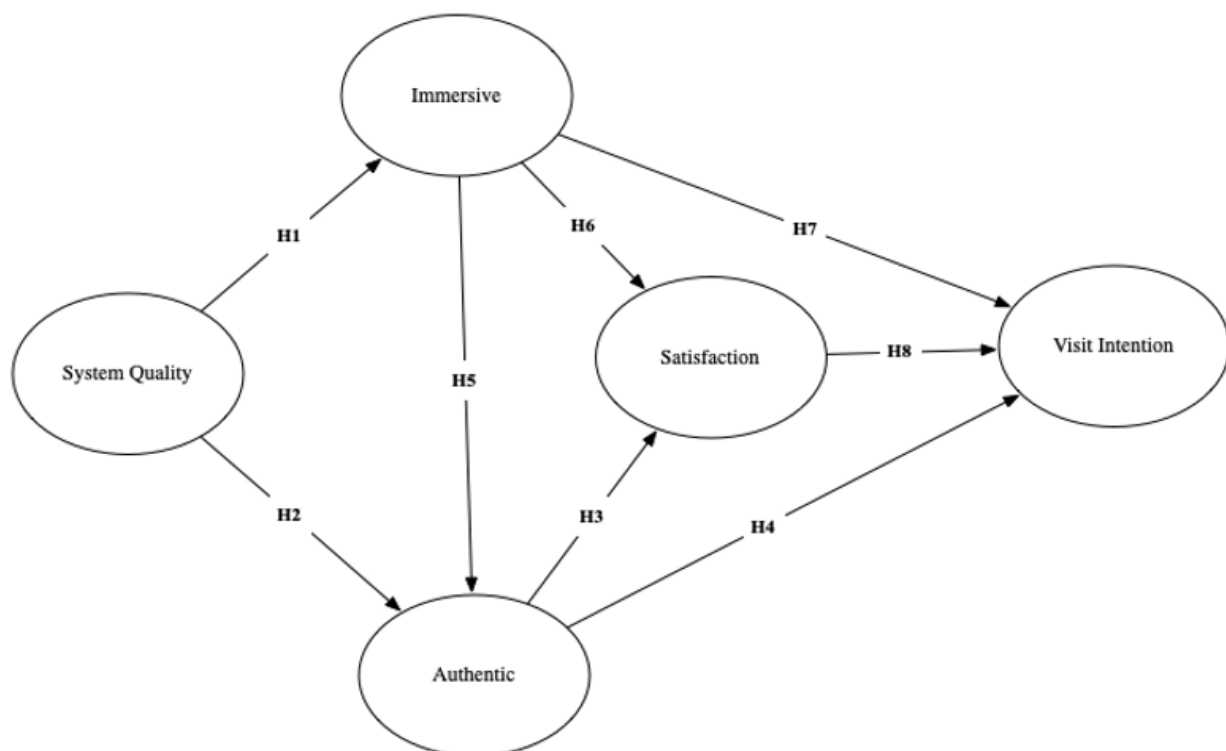 Immersive
H1
H6
H7
System Quality
Satisfaction
H8
Visit Intention
H5
H2
H3
H4
Authentic